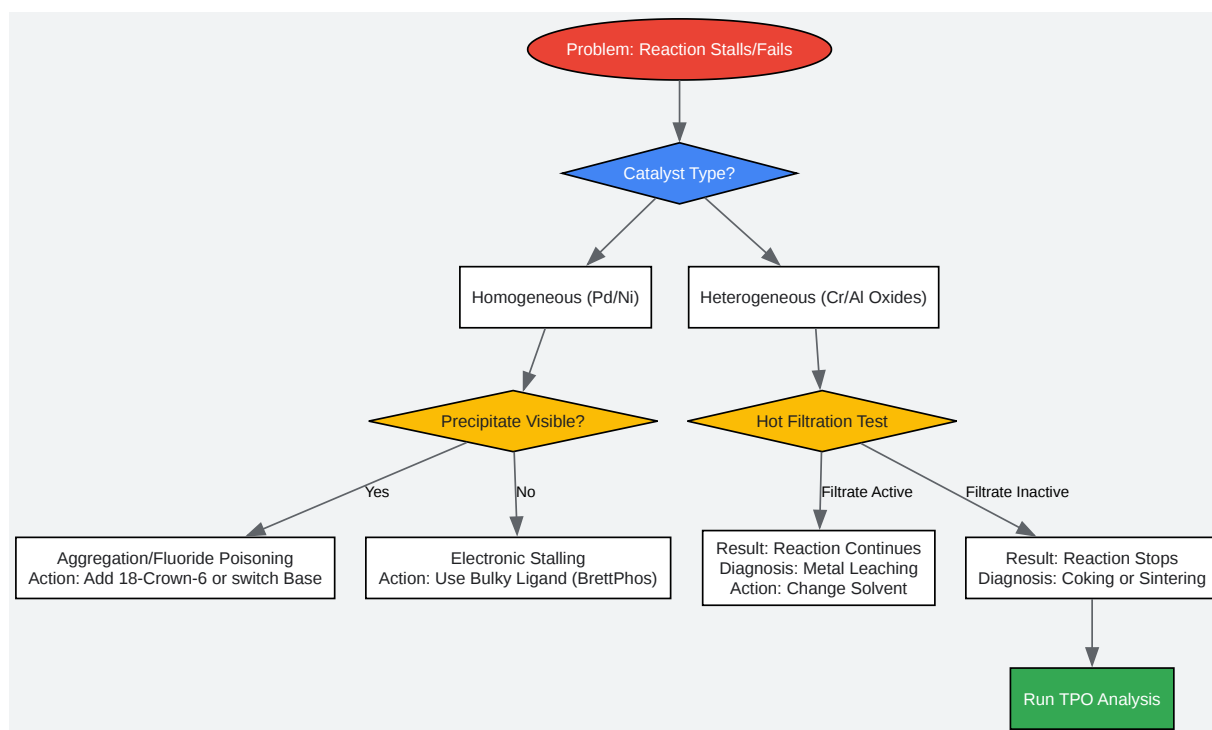 Problem: Reaction Stalls/Fails
Catalyst Type?
Homogeneous (Pd/Ni)
Heterogeneous (Cr/Al Oxides)
Precipitate Visible?
Hot Filtration Test
Yes
No
Filtrate Active
Filtrate Inactive
Aggregation/Fluoride Poisoning
Action: Add 18-Crown-6 or switch Base
Electronic Stalling
Action: Use Bulky Ligand (BrettPhos)
Result: Reaction Continues
Diagnosis: Metal Leaching
Action: Change Solvent
Result: Reaction Stops
Diagnosis: Coking or Sintering
Run TPO Analysis